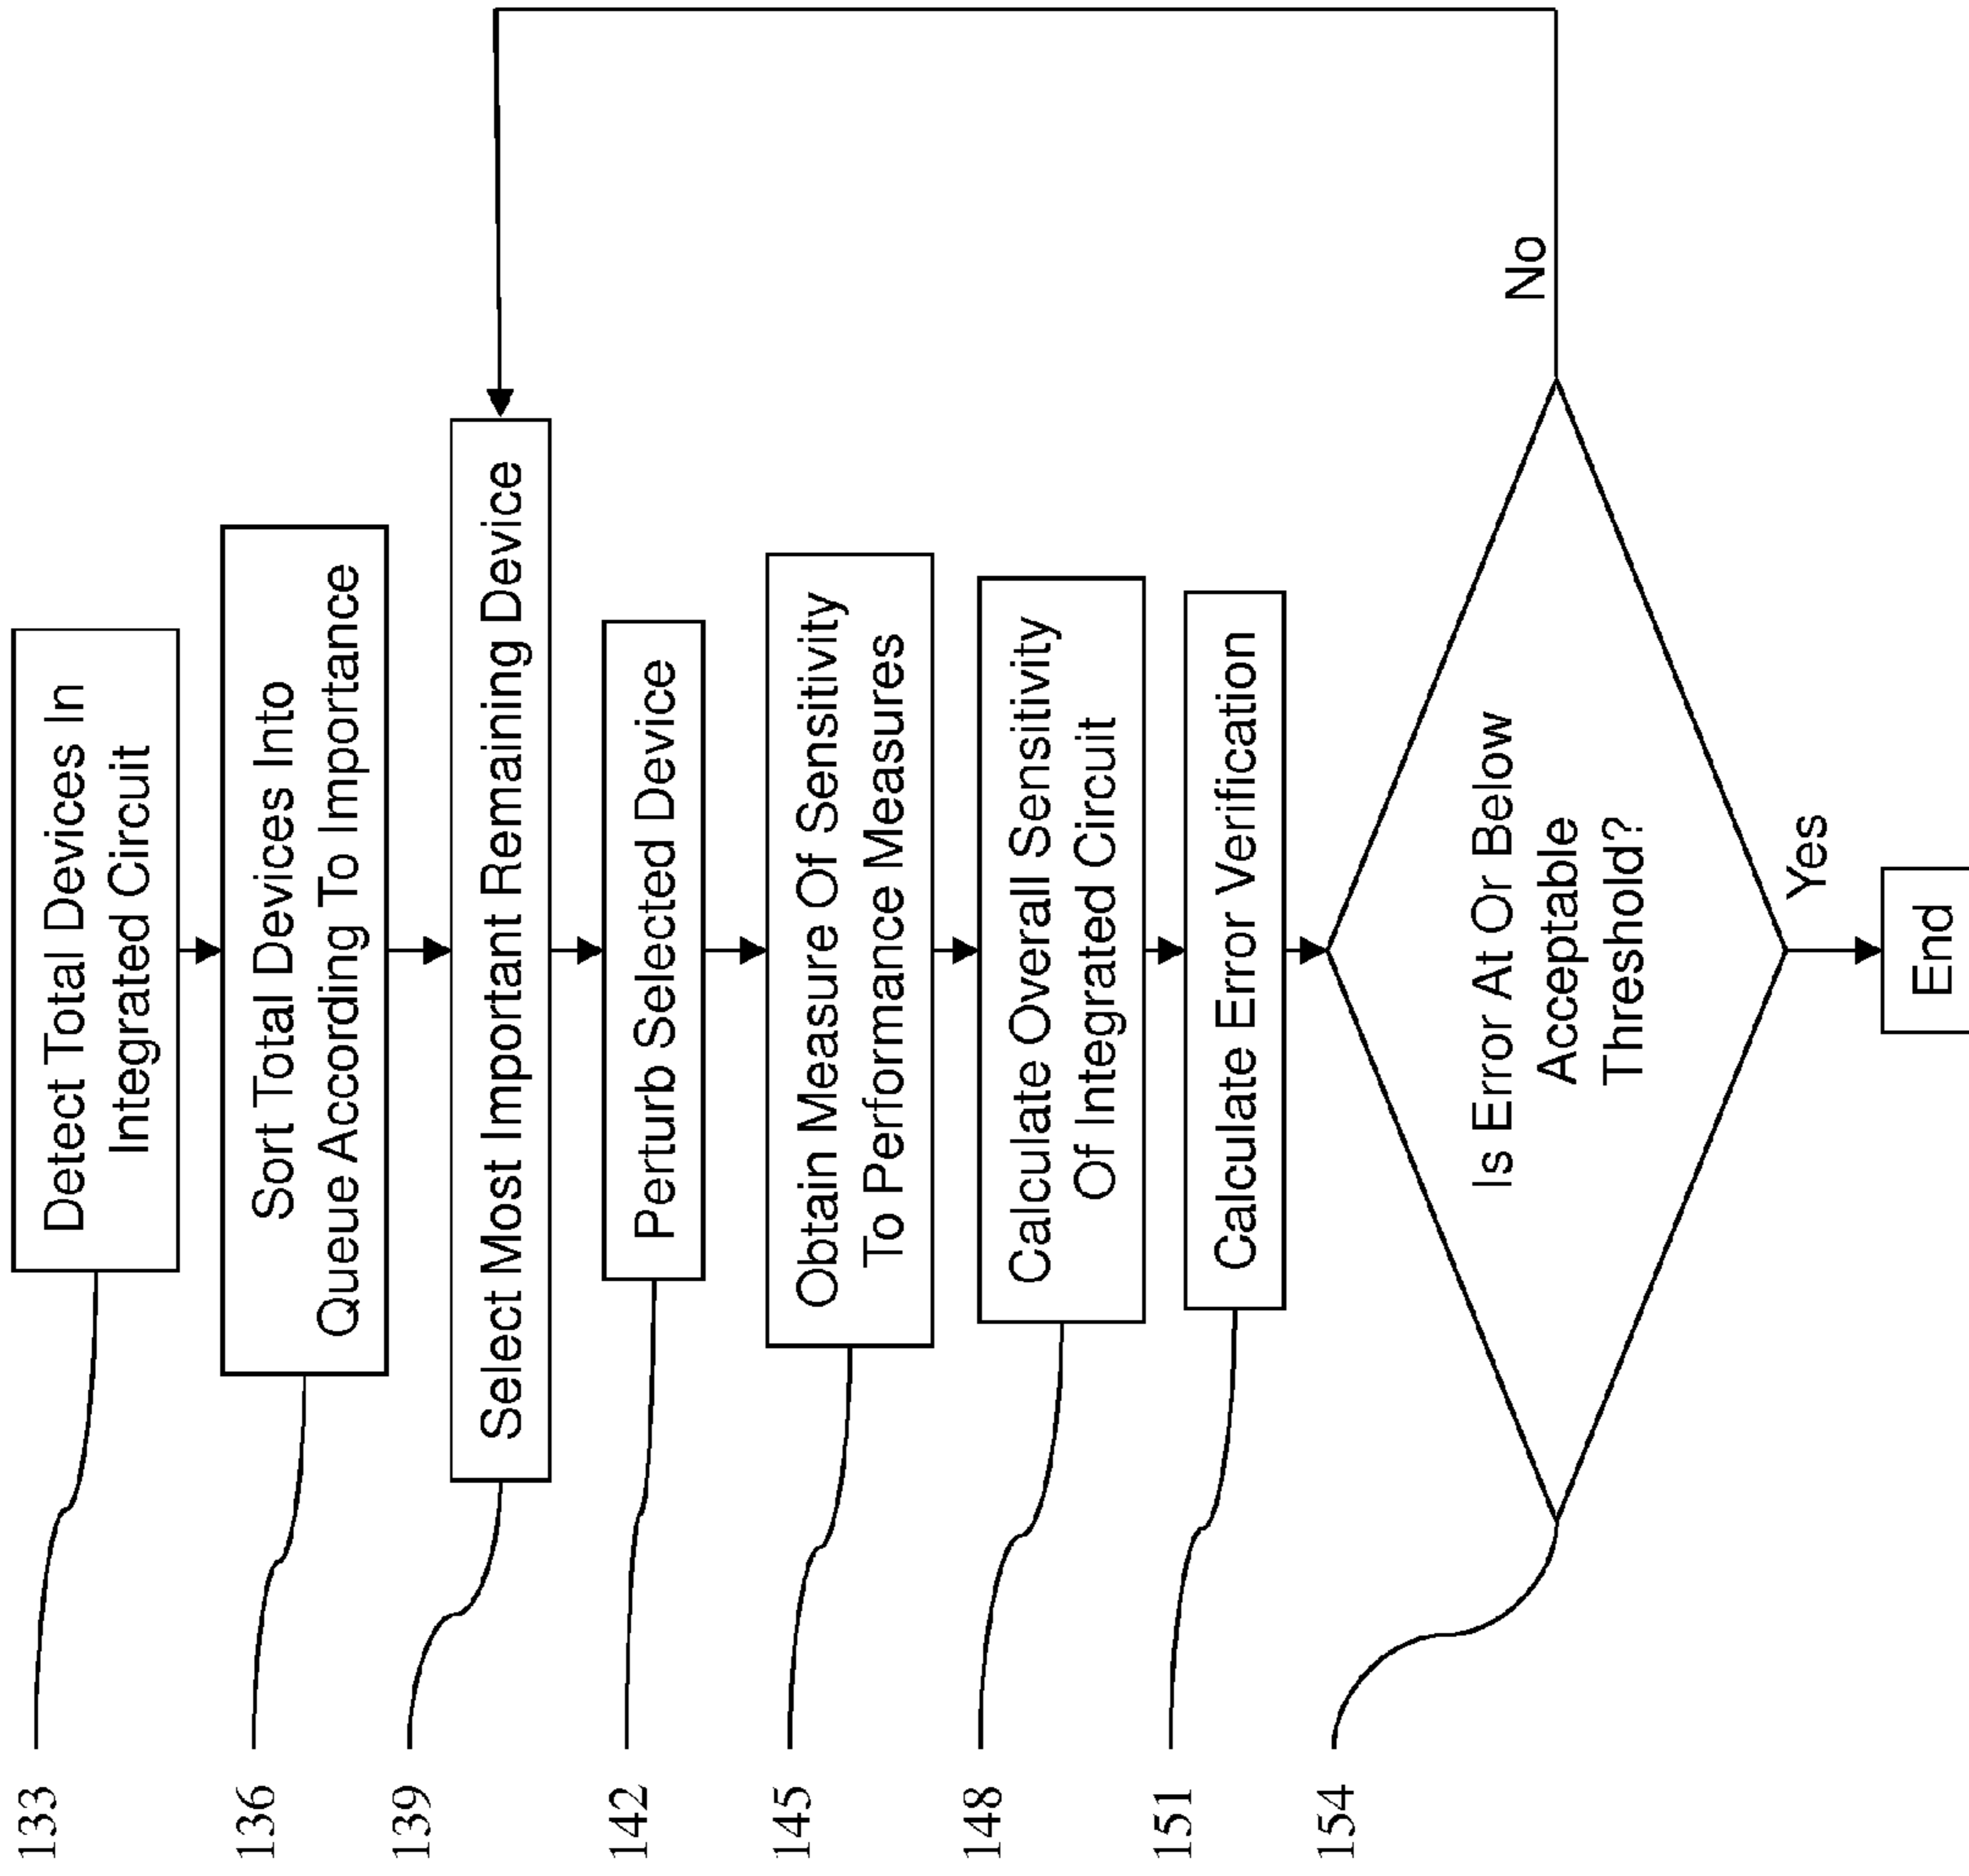 133
Detect Total Devices In
Integrated Circuit
136
Sort Total Devices Into
Queue According To Importance
139
Select Most Important Remaining Device
142
Perturb Selected Device
145
Obtain Measure Of Sensitivity
To Performance Measures
148
Calculate Overall Sensitivity
Of Integrated Circuit
151
Calculate Error Verification
154
Is Error At Or Below
Acceptable
Threshold?
No
Yes
End